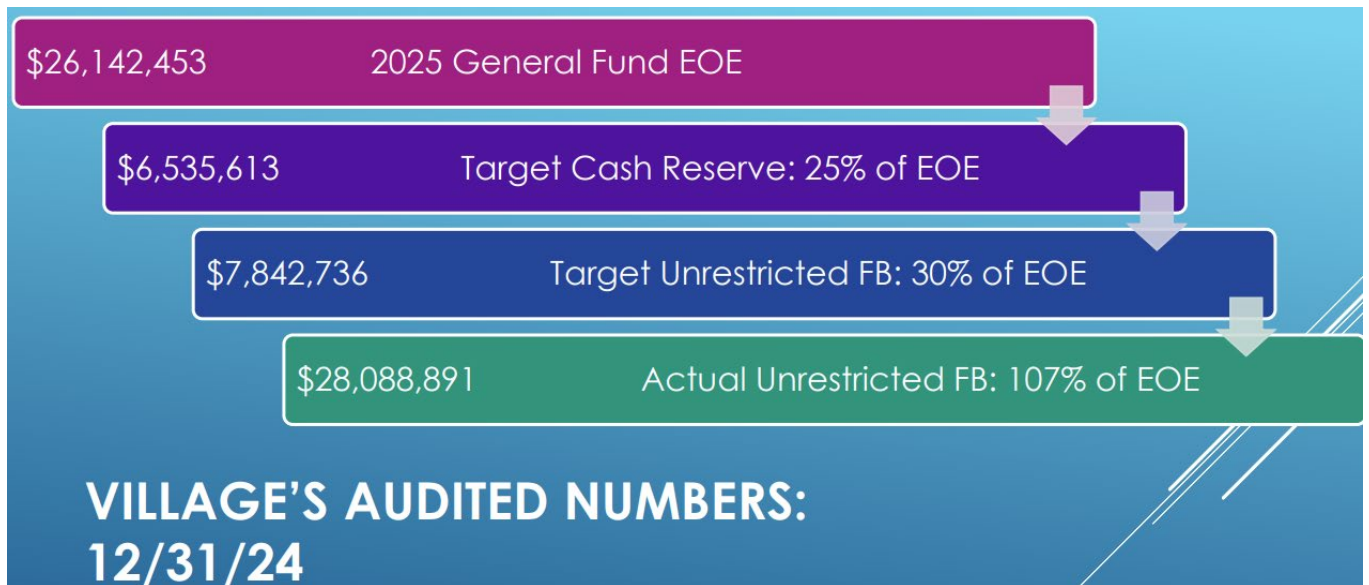 $26,142,453 2025 General Fund EOE
$6,535,613 Target Cash Reserve: 25% of EOE
$7,842,736 Target Unrestricted FB: 30% of EOE
$28,088,891 Actual Unrestricted FB: 107% of EOE
VILLAGE’S AUDITED NUMBERS:
12/31/24